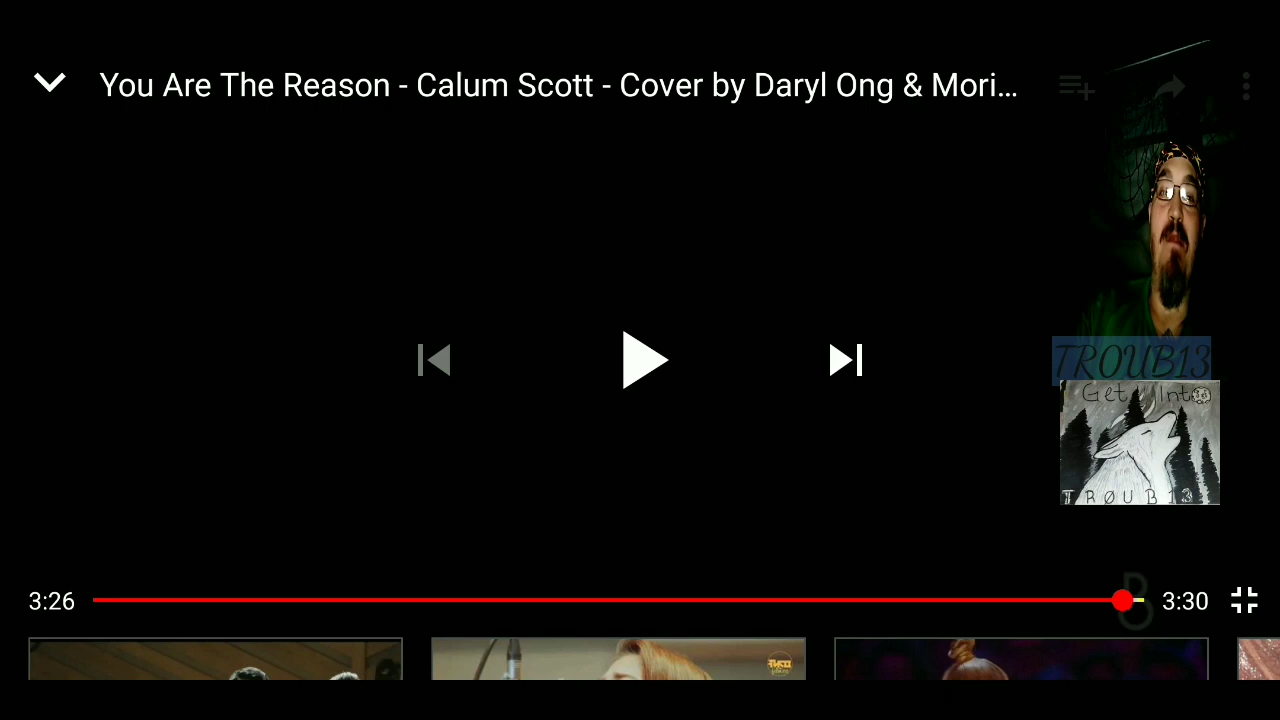 You Are The Reason - Calum Scott - Cover by Daryl Ong & Mori...
TROUB13
Get Into
TRØUB13
3:26
3:30